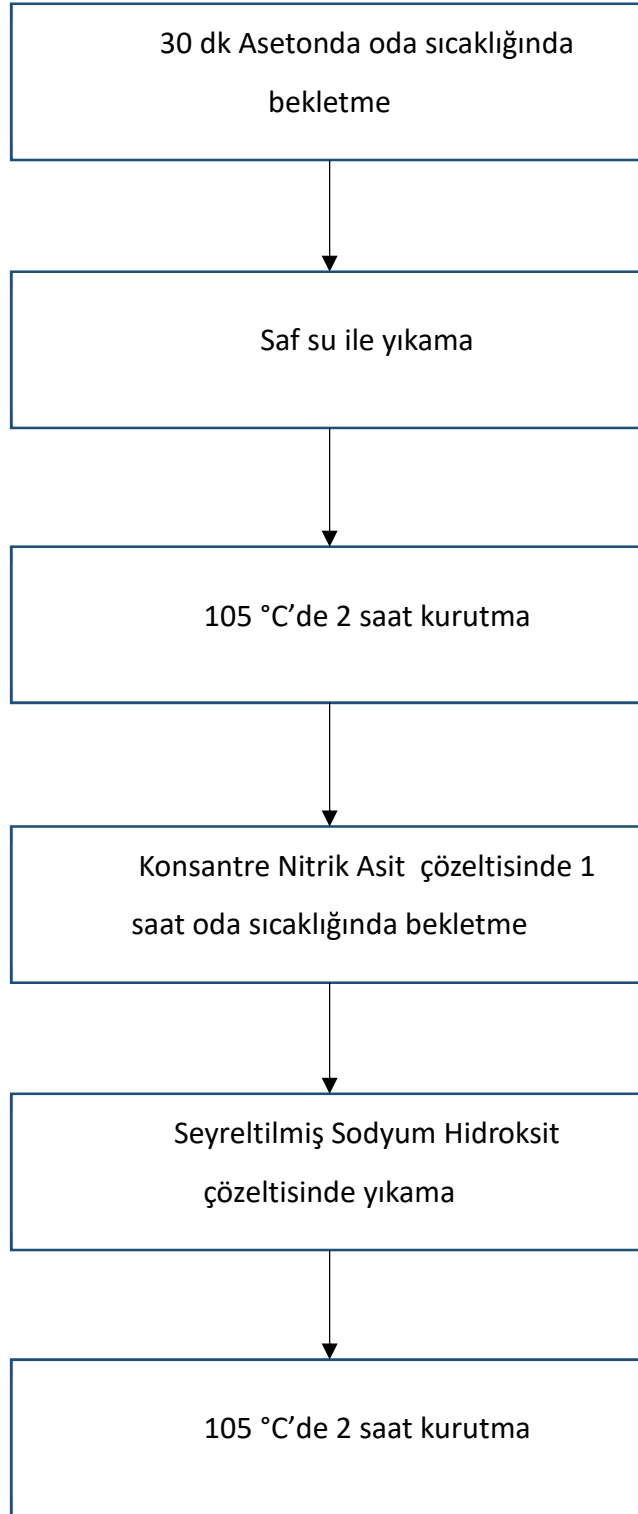 30 dk Asetonda oda sıcaklığında
bekletme
Saf su ile yıkama
105 °C’de 2 saat kurutma
Konsantre Nitrik Asit çözeltisinde 1
saat oda sıcaklığında bekletme
Seyreltilmiş Sodyum Hidroksit
çözeltisinde yıkama
105 °C’de 2 saat kurutma